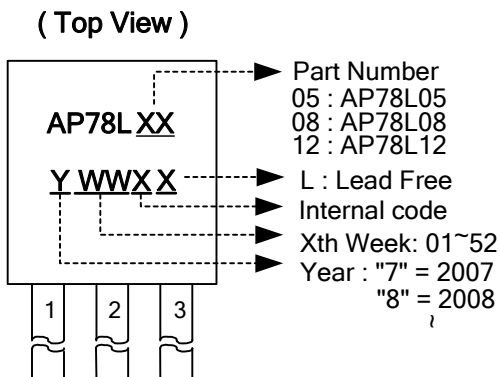 ( Top View )
AP78L XX
Y WWX X
1 2 3
Part Number
05 : AP78L05
08 : AP78L08
12 : AP78L12
L : Lead Free
Internal code
Xth Week: 01~52
Year : "7" = 2007
"8" = 2008
~